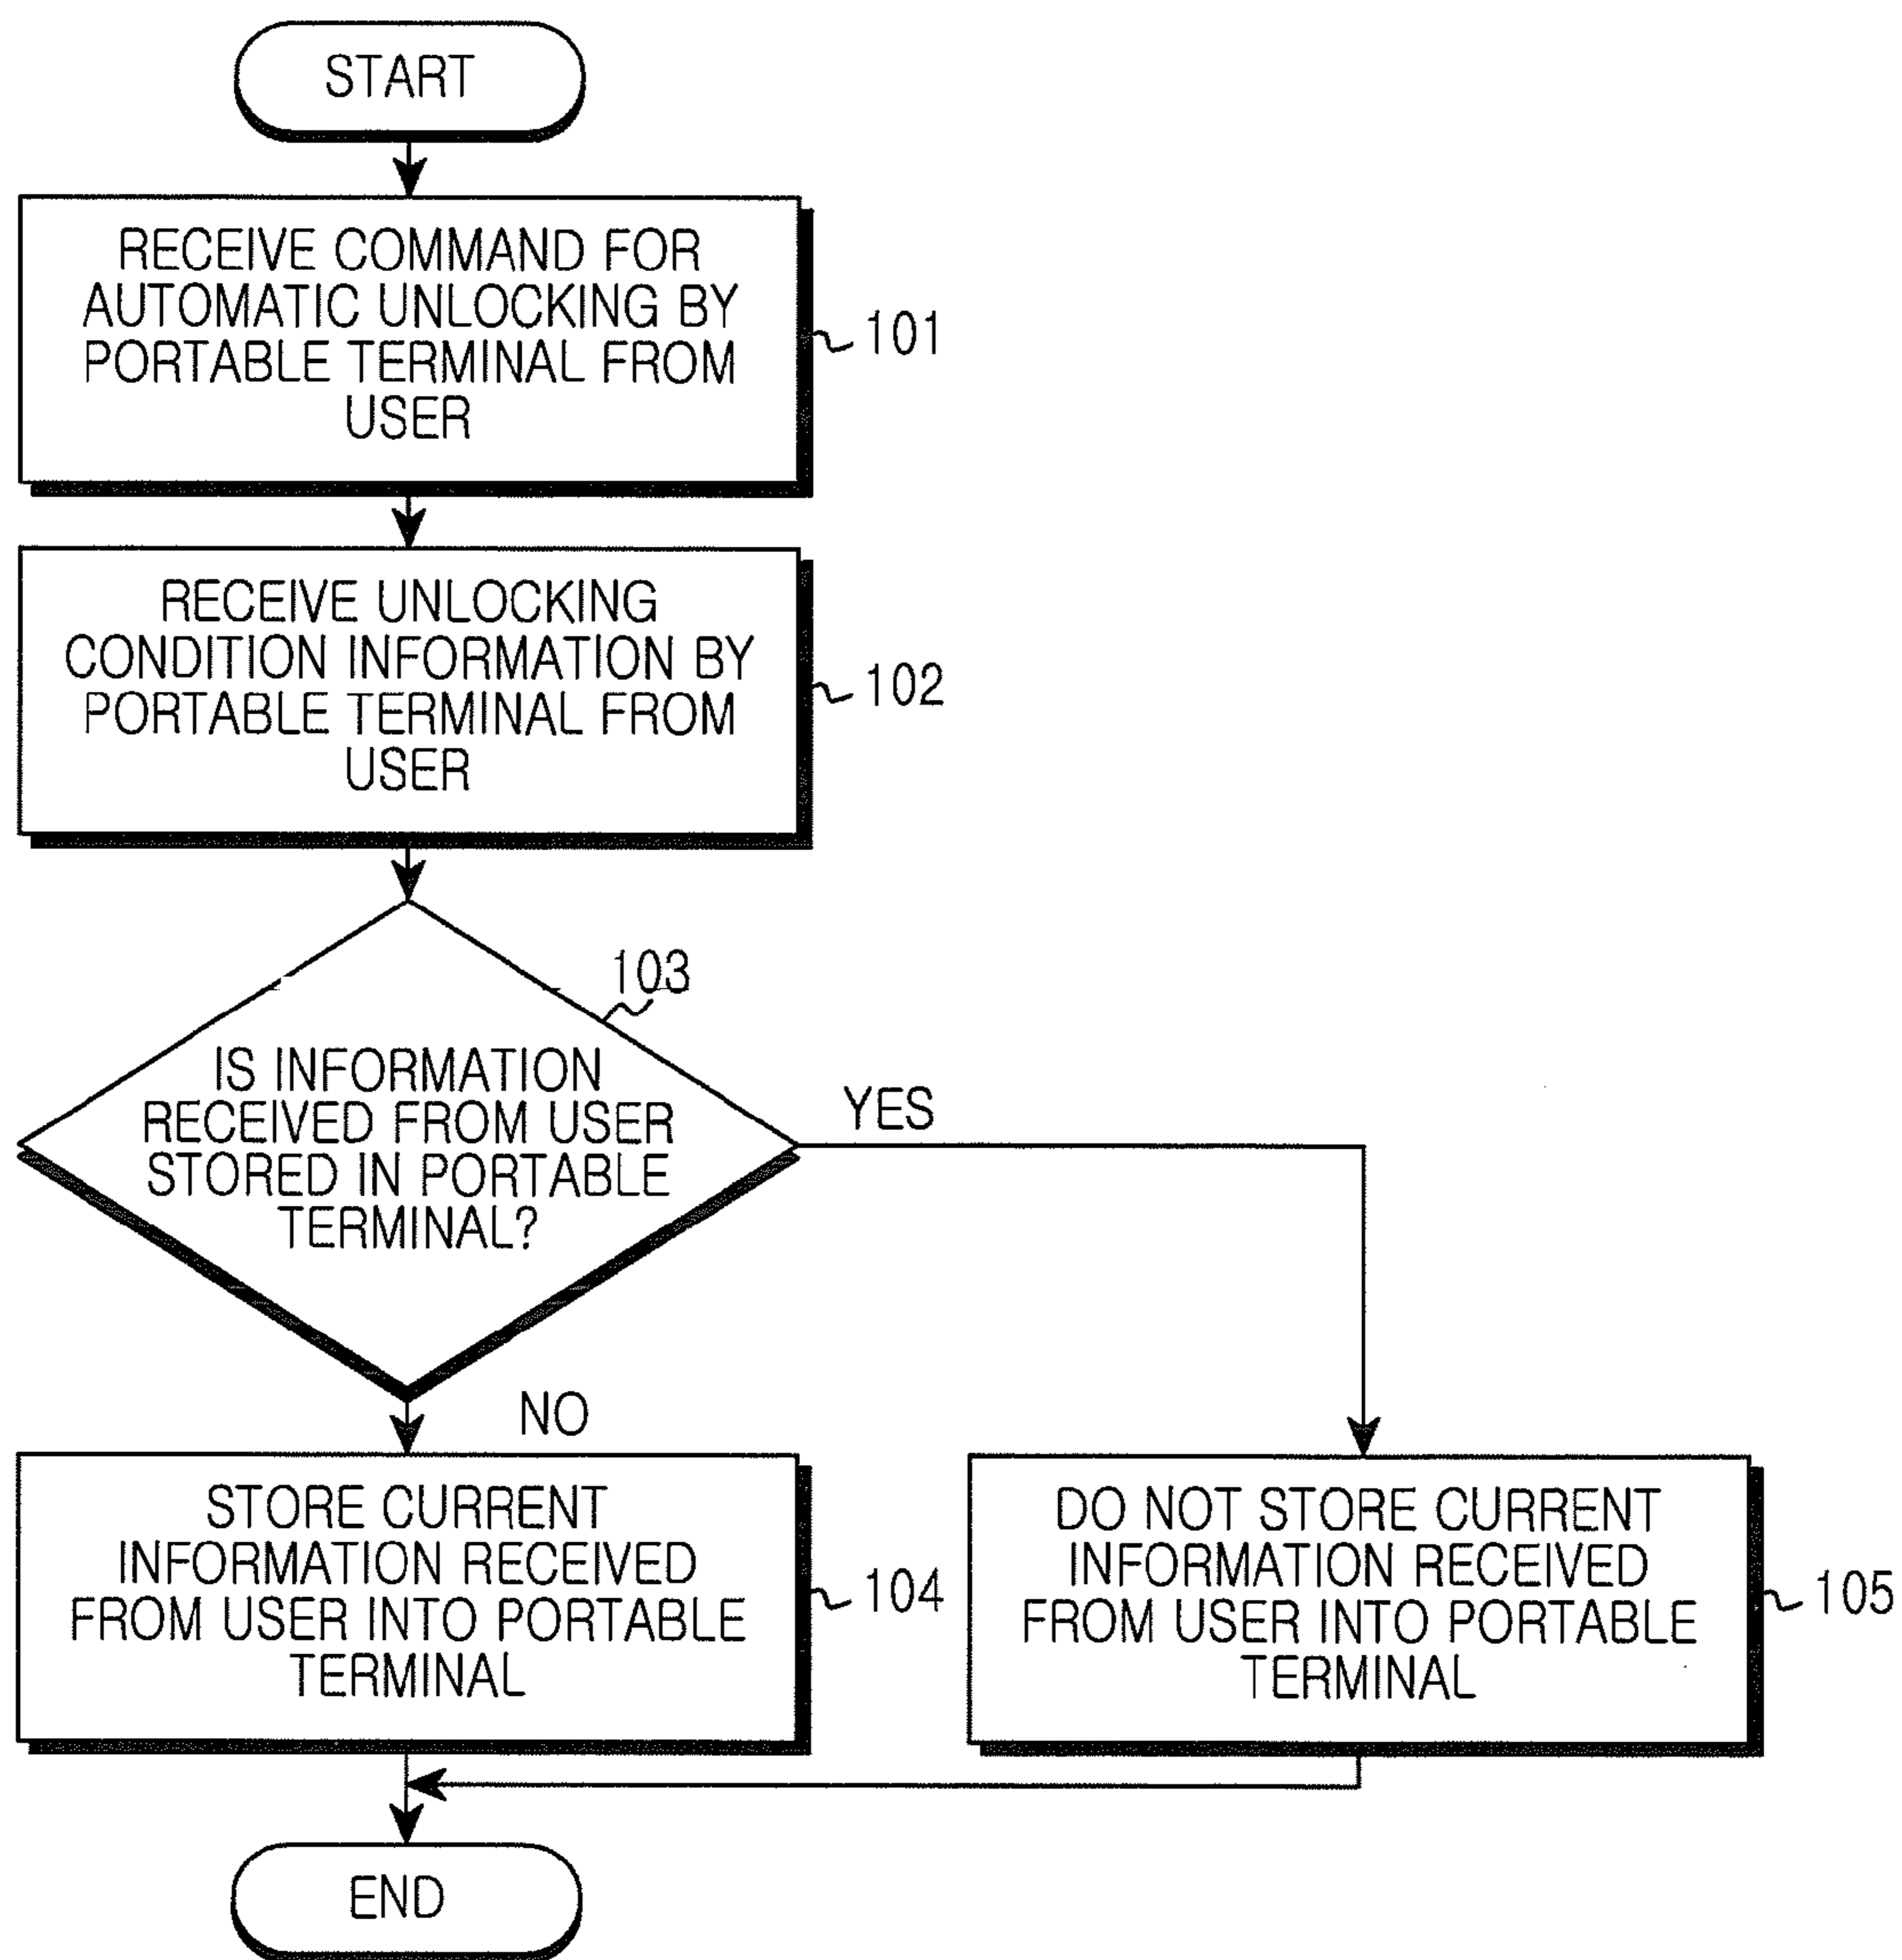 START
RECEIVE COMMAND FOR
AUTOMATIC UNLOCKING BY
PORTABLE TERMINAL FROM
USER
101
RECEIVE UNLOCKING
CONDITION INFORMATION BY
PORTABLE TERMINAL FROM
USER
102
103
IS INFORMATION
RECEIVED FROM USER
STORED IN PORTABLE
TERMINAL?
YES
NO
STORE CURRENT
INFORMATION RECEIVED
FROM USER INTO PORTABLE
TERMINAL
104
DO NOT STORE CURRENT
INFORMATION RECEIVED
FROM USER INTO PORTABLE
TERMINAL
105
END